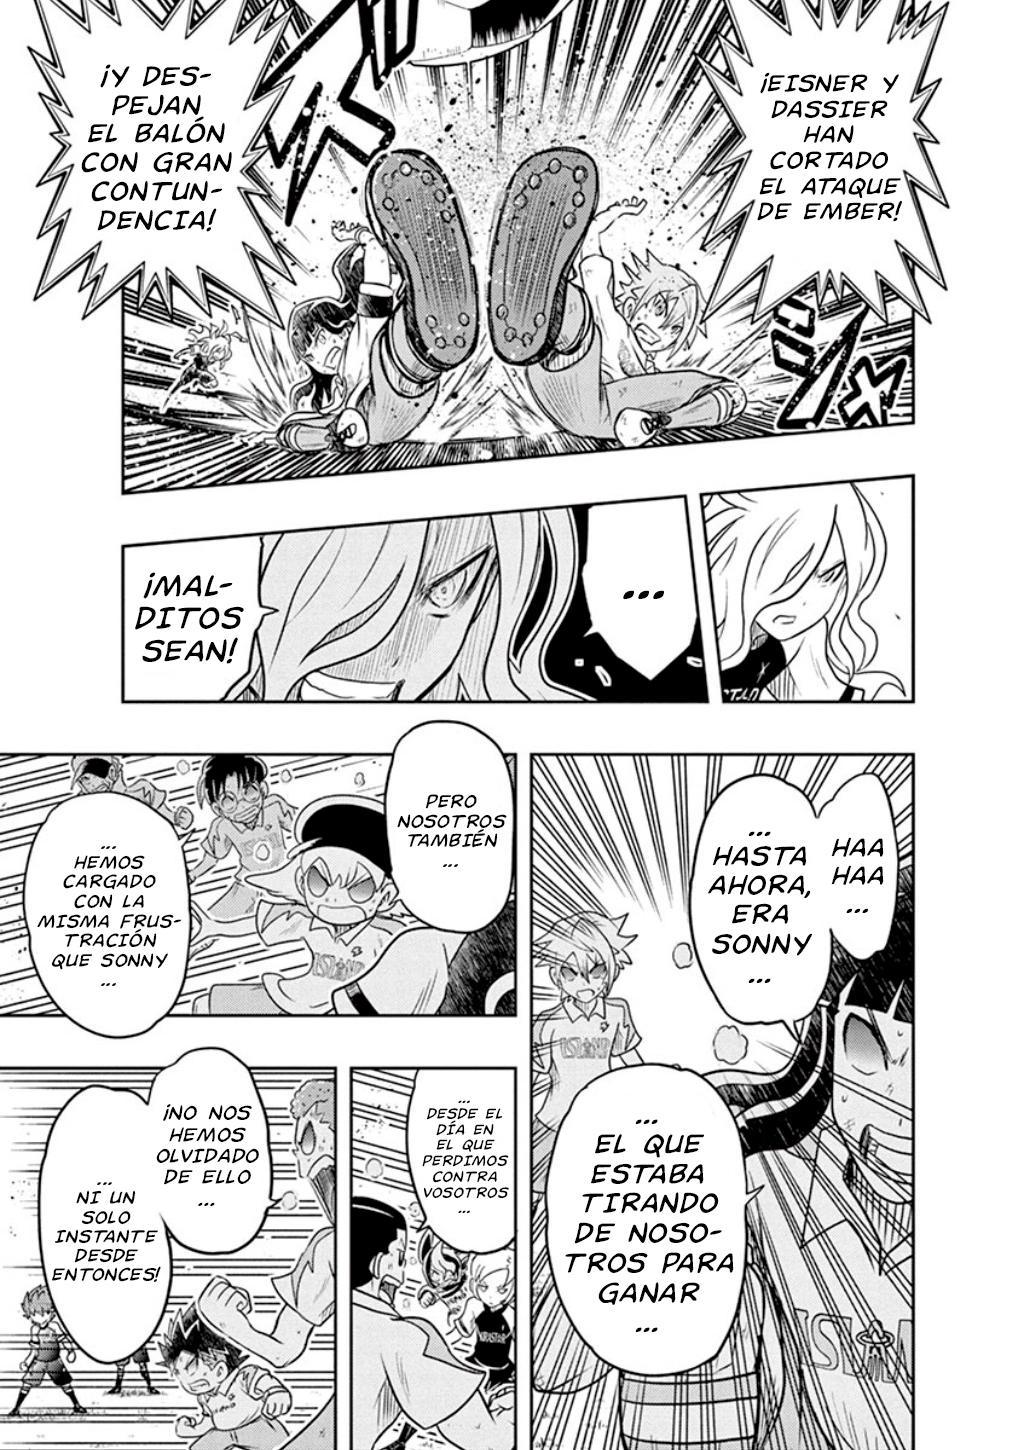 ¡EISNER Y
DASSIER
HAN
CORTADO
EL ATAQUE
DE EMBER!
¡Y DES-
PEJAN
EL BALÓN
CON GRAN
CONTUN-
DENCIA!
...
¡MAL-
DITOS
SEAN!
HAA
HAA
...
...
HASTA
AHORA,
ERA
SONNY
...
...
EL QUE
ESTABA
TIRANDO
DE NOSO-
TROS PARA
GANAR
...
ISLAND
PERO
NOSOTROS
TAMBIÉN
...
...
HEMOS
CARGADO
CON LA
MISMA FRUS-
TRACIÓN
QUE SONNY
...
...
DESDE EL
DÍA EN
EL QUE
PERDIMOS
CONTRA
VOSOTROS
...
¡NO NOS
HEMOS
OLVIDADO
DE ELLO
...
...
NI UN
SOLO
INSTANTE
DESDE
ENTONCES!